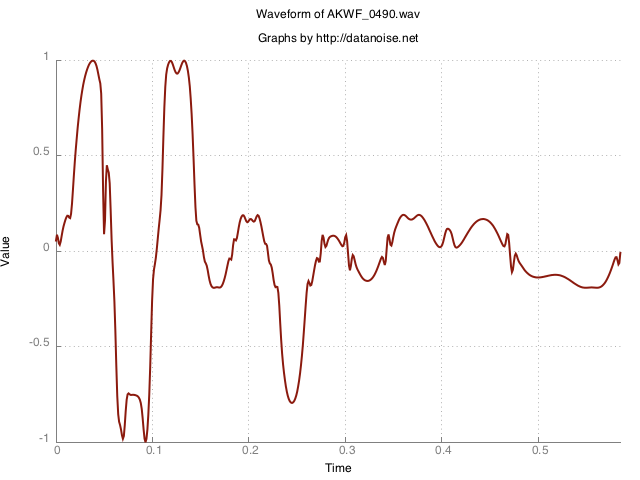 Waveform of AKWF_0490.wav
Graphs by http://datanoise.net
1
0.5
0
-0.5
-1
Value
0 0.1 0.2 0.3 0.4 0.5
Time